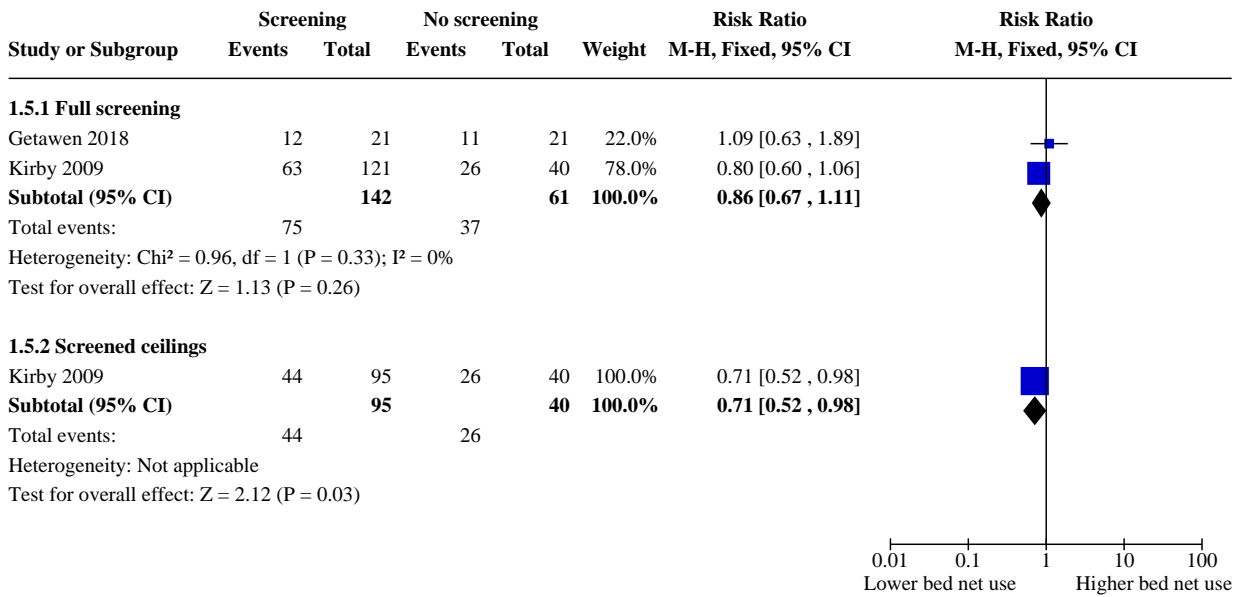 Screening No screening Risk Ratio Risk Ratio
Study or Subgroup Events Total Events Total Weight M-H, Fixed, 95% CI M-H, Fixed, 95% CI
1.5.1 Full screening
Getawen 2018 12 21 11 21 22.0% 1.09 [0.63 , 1.89]
Kirby 2009 63 121 26 40 78.0% 0.80 [0.60 , 1.06]
Subtotal (95% CI) 142 61 100.0% 0.86 [0.67 , 1.11]
Total events: 75 37
Heterogeneity: Chi² = 0.96, df = 1 (P = 0.33); I² = 0%
Test for overall effect: Z = 1.13 (P = 0.26)
1.5.2 Screened ceilings
Kirby 2009 44 95 26 40 100.0% 0.71 [0.52 , 0.98]
Subtotal (95% CI) 95 40 100.0% 0.71 [0.52 , 0.98]
Total events: 44 26
Heterogeneity: Not applicable
Test for overall effect: Z = 2.12 (P = 0.03)
0.01 0.1 1 10 100
Lower bed net use Higher bed net use